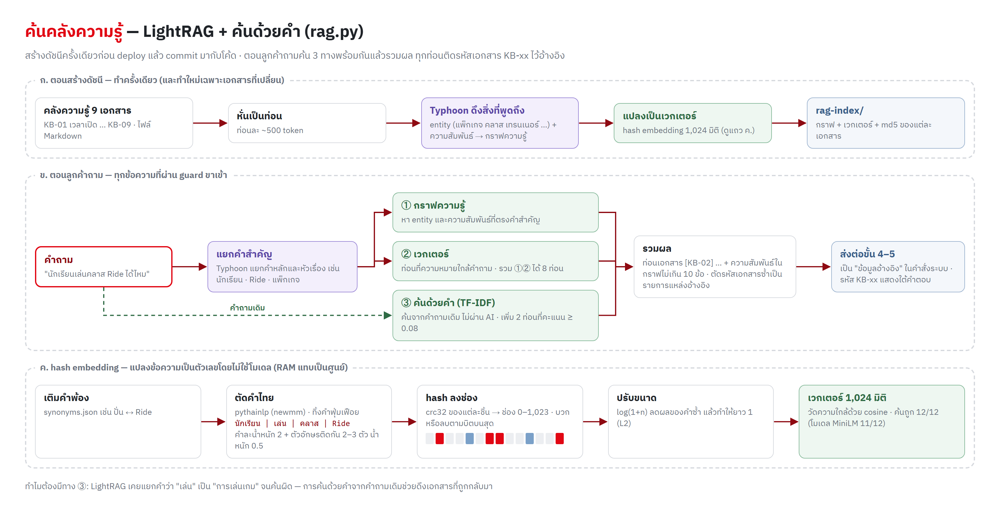 ค้นคลังความรู้ — LightRAG + ค้นด้วยคำ (rag.py)
สร้างดัชนีครั้งเดียวก่อน deploy แล้ว commit มากับโค้ด · ตอนลูกค้าถามค้น 3 ทางพร้อมกันแล้วรวมผล ทุกท่อนติดรหัสเอกสาร KB-xx ไว้อ้างอิง
ก. ตอนสร้างดัชนี — ทำครั้งเดียว (และทำใหม่เฉพาะเอกสารที่เปลี่ยน)
คลังความรู้ 9 เอกสาร
KB-01 เวลาเปิด ... KB-09 · ไฟล์
Markdown
หั่นเป็นท่อน
ท่อนละ ~500 token
Typhoon ดึงสิ่งที่พูดถึง
entity (แพ็กเกจ คลาส เทรนเนอร์ ...) +
ความสัมพันธ์ → กราฟความรู้
แปลงเป็นเวกเตอร์
hash embedding 1,024 มิติ (ดูแถว ค.)
rag-index/
กราฟ + เวกเตอร์ + md5 ของแต่ละ
เอกสาร
ข. ตอนลูกค้าถาม — ทุกข้อความที่ผ่าน guard ขาเข้า
คำถาม
"นักเรียนเล่นคลาส Ride ได้ไหม"
แยกคำสำคัญ
Typhoon แยกคำหลักและหัวเรื่อง เช่น
นักเรียน · Ride · แพ็กเกจ
คำถามเดิม
① กราฟความรู้
หา entity และความสัมพันธ์ที่ตรงคำสำคัญ
② เวกเตอร์
ท่อนที่ความหมายใกล้คำถาม · รวม ①② ได้ 8 ท่อน
③ ค้นด้วยคำ (TF-IDF)
ค้นจากคำถามเดิม ไม่ผ่าน AI · เพิ่ม 2 ท่อนที่คะแนน ≥
0.08
รวมผล
ท่อนเอกสาร [KB-02] ... + ความสัมพันธ์ใน
กราฟไม่เกิน 10 ข้อ · ตัดรหัสเอกสารซ้ำเป็น
รายการแหล่งอ้างอิง
ส่งต่อขั้น 4–5
เป็น "ข้อมูลอ้างอิง" ในคำสั่งระบบ ·
รหัส KB-xx แสดงใต้คำตอบ
ค. hash embedding — แปลงข้อความเป็นตัวเลขโดยไม่ใช้โมเดล (RAM แทบเป็นศูนย์)
เติมคำพ้อง
synonyms.json เช่น ปั่น ↔ Ride
ตัดคำไทย
pythainlp (newmm) · ทิ้งคำฟุ่มเฟือย
นักเรียน | เล่น | คลาส | Ride
คำละน้ำหนัก 2 + ตัวอักษรติดกัน 2–3 ตัว น้ำ
หนัก 0.5
hash ลงช่อง
crc32 ของแต่ละชิ้น → ช่อง 0–1,023 · บวก
หรือลบตามบิตบนสุด
ปรับขนาด
log(1+n) ลดผลของคำซ้ำ แล้วทำให้ยาว 1
(L2)
เวกเตอร์ 1,024 มิติ
วัดความใกล้ด้วย cosine · ค้นถูก 12/12
(โมเดล MiniLM 11/12)
ทำไมต้องมีทาง ③: LightRAG เคยแยกคำว่า "เล่น" เป็น "การเล่นเกม" จนค้นผิด — การค้นด้วยคำจากคำถามเดิมช่วยดึงเอกสารที่ถูกกลับมา